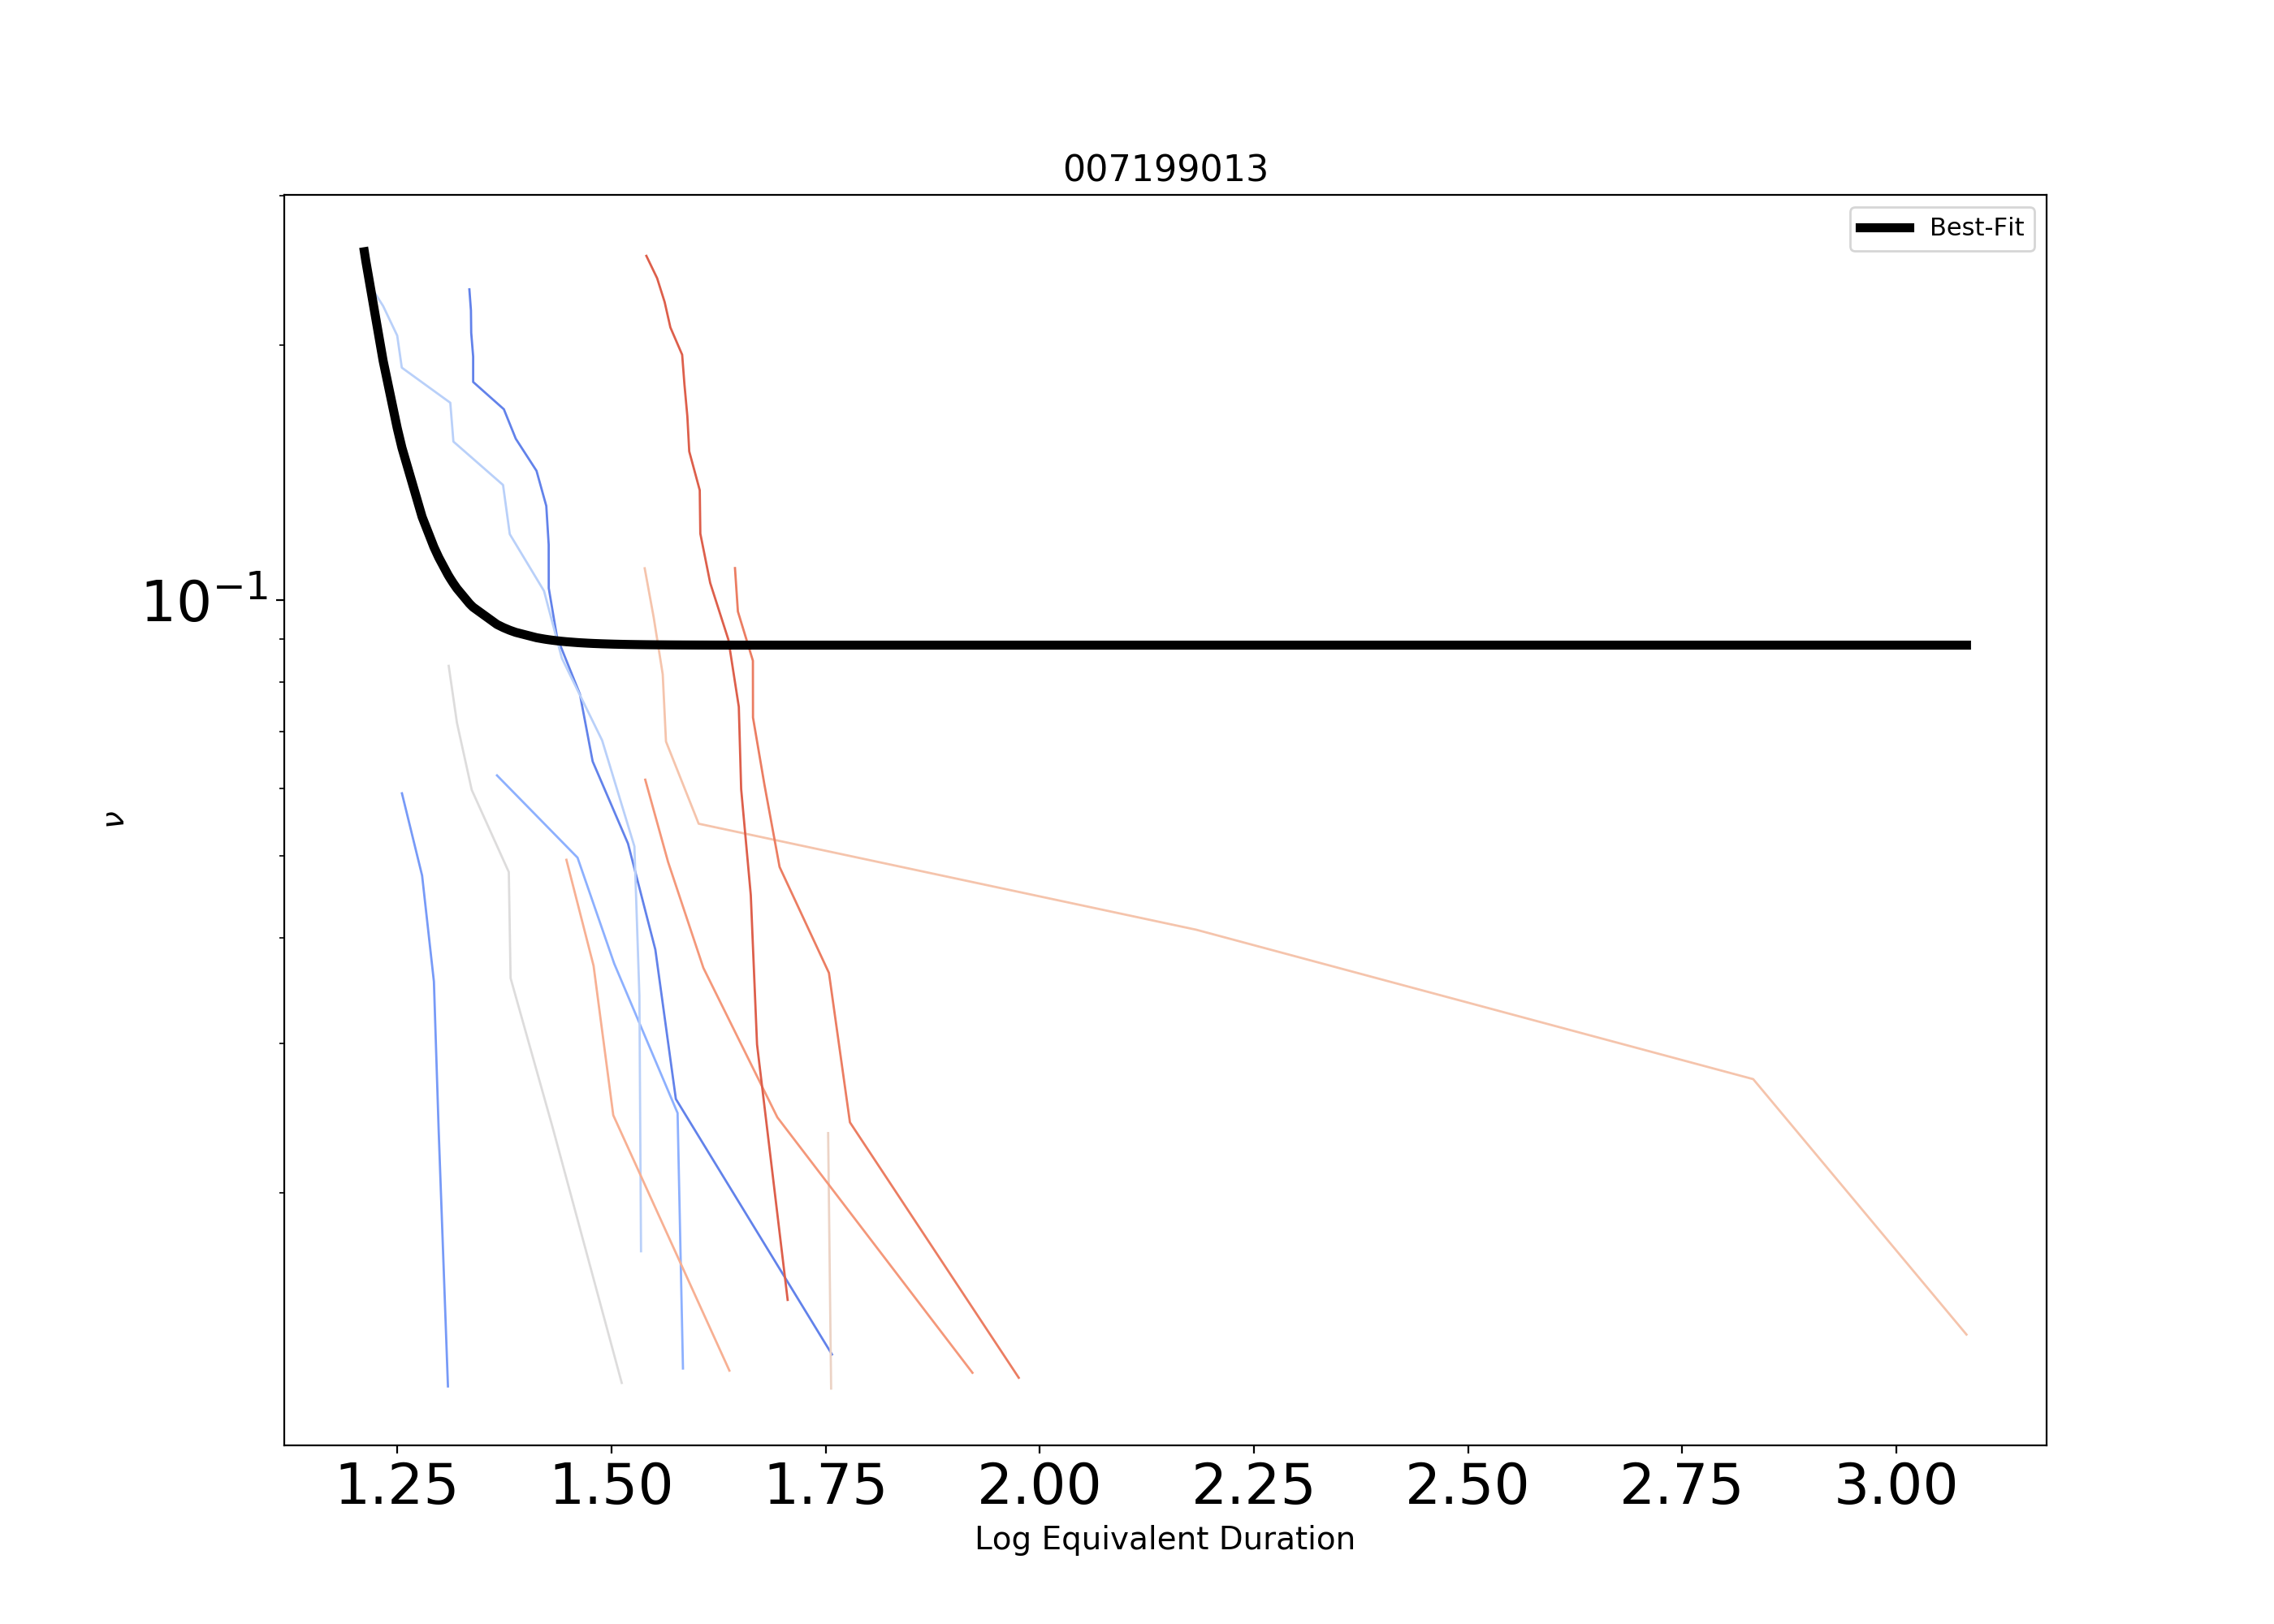 007199013
Best-Fit
10⁻¹
ν
1.25 1.50 1.75 2.00 2.25 2.50 2.75 3.00
Log Equivalent Duration